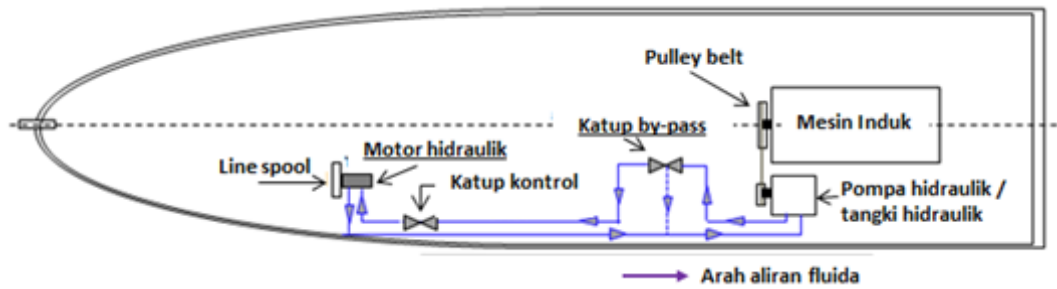 Pulley belt
Mesin Induk
Katup by-pass
Line spool
Motor hidraulik
Katup kontrol
Pompa hidraulik /
tangki hidraulik
Arah aliran fluida